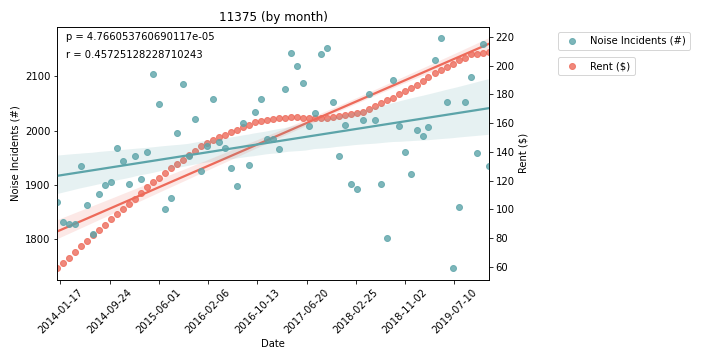 11375 (by month)
p = 4.766053760690117e-05
r = 0.45725128228710243
Noise Incidents (#)
Rent ($)
2100
2000
1900
1800
Noise Incidents (#)
220
200
180
160
140
120
100
80
60
Rent ($)
2014-01-17
2014-09-24
2015-06-01
2016-02-06
2016-10-13
2017-06-20
2018-02-25
2018-11-02
2019-07-10
Date